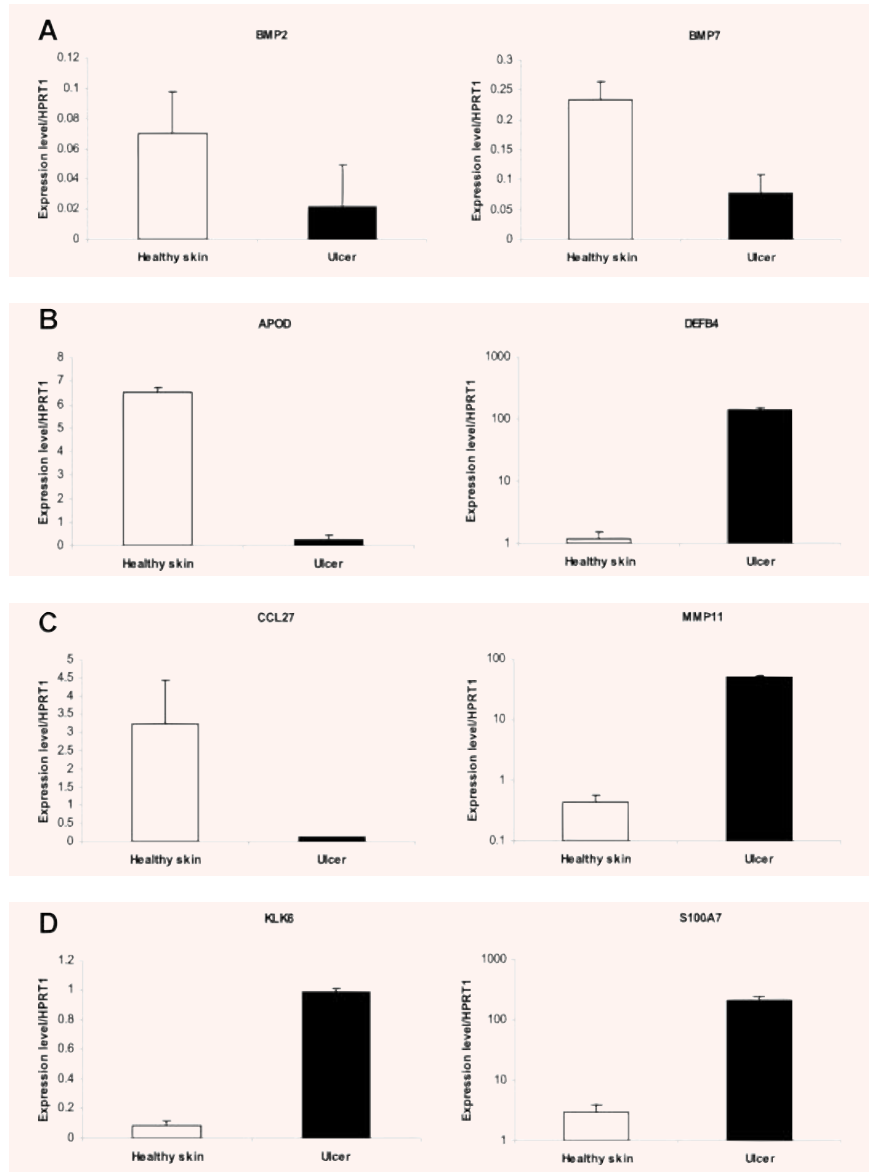 A
BMP2
Expression level/HPRT1
0.12
0.1
0.08
0.06
0.04
0.02
0
Healthy skin Ulcer
BMP7
Expression level/HPRT1
0.3
0.25
0.2
0.15
0.1
0.05
0
Healthy skin Ulcer
B
APOD
Expression level/HPRT1
8
7
6
5
4
3
2
1
0
Healthy skin Ulcer
DEFB4
Expression level/HPRT1
1000
100
10
1
Healthy skin Ulcer
C
CCL27
Expression level/HPRT1
5
4.5
4
3.5
3
2.5
2
1.5
1
0.5
0
Healthy skin Ulcer
MMP11
Expression level/HPRT1
100
10
1
0.1
Healthy skin Ulcer
D
KLK6
Expression level/HPRT1
1.2
1
0.8
0.6
0.4
0.2
0
Healthy skin Ulcer
S100A7
Expression level/HPRT1
1000
100
10
1
Healthy skin Ulcer